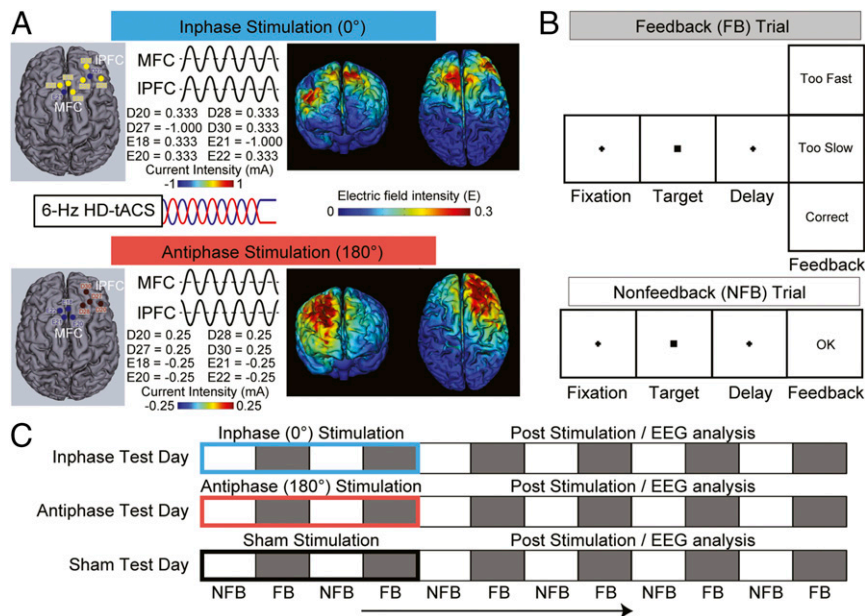 A
Inphase Stimulation (0°)
lPFC
MFC
MFC
lPFC
D20 = 0.333 D28 = 0.333
D27 = -1.000 D30 = 0.333
E18 = 0.333 E21 = -1.000
E20 = 0.333 E22 = 0.333
Current Intensity (mA)
-1 1
6-Hz HD-tACS
Electric field intensity (E)
0 0.3
Antiphase Stimulation (180°)
lPFC
MFC
MFC
lPFC
D20 = 0.25 D28 = 0.25
D27 = 0.25 D30 = 0.25
E18 = -0.25 E21 = -0.25
E20 = -0.25 E22 = -0.25
Current Intensity (mA)
-0.25 0.25
B
Feedback (FB) Trial
Too Fast
Too Slow
Correct
Fixation Target Delay
Feedback
Nonfeedback (NFB) Trial
OK
Fixation Target Delay Feedback
C
Inphase (0°) Stimulation Post Stimulation / EEG analysis
Inphase Test Day
Antiphase (180°) Stimulation Post Stimulation / EEG analysis
Antiphase Test Day
Sham Stimulation Post Stimulation / EEG analysis
Sham Test Day
NFB FB NFB FB NFB FB NFB FB NFB FB NFB FB